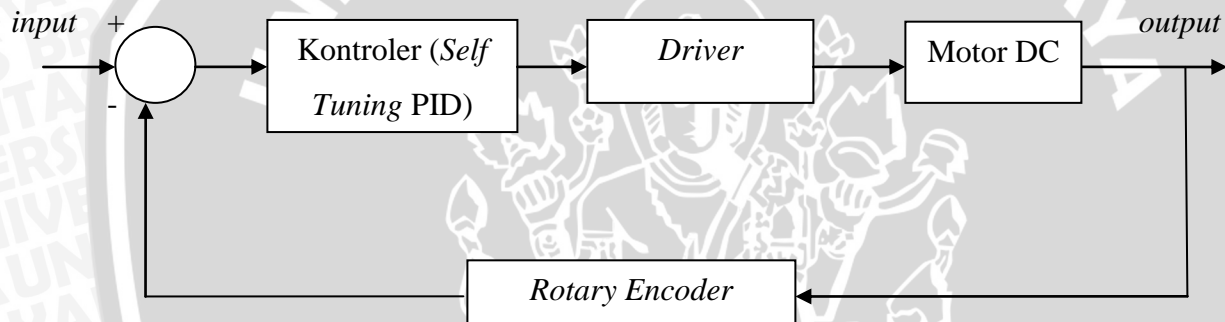 input
+
-
Kontroler (Self
Tuning PID)
Driver
Motor DC
output
Rotary Encoder